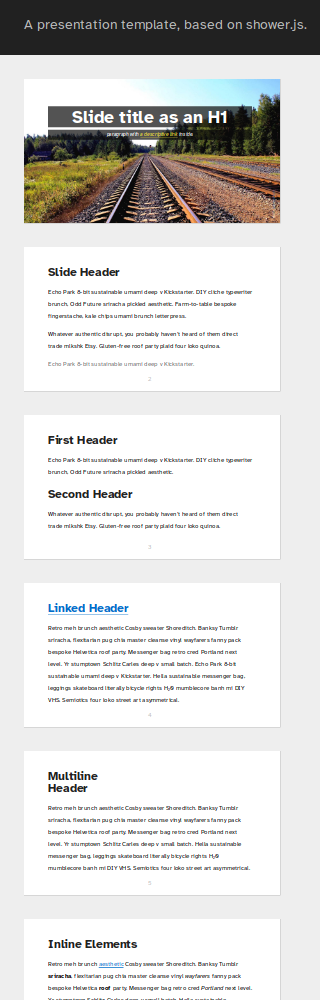 A presentation template, based on shower.js.
Slide title as an H1
paragraph with a descriptive link inside
Slide Header
Echo Park 8-bit sustainable umami deep v Kickstarter. DIY cliche typewriter
brunch. Odd Future sriracha pickled aesthetic. Farm-to-table bespoke
fingerstache, kale chips umami brunch letterpress.
Whatever authentic disrupt, you probably haven't heard of them direct
trade mlkshk Etsy. Gluten-free roof party plaid four loko quinoa.
Echo Park 8-bit sustainable umami deep v Kickstarter.
2
First Header
Echo Park 8-bit sustainable umami deep v Kickstarter. DIY cliche typewriter
brunch. Odd Future sriracha pickled aesthetic.
Second Header
Whatever authentic disrupt, you probably haven't heard of them direct
trade mlkshk Etsy. Gluten-free roof party plaid four loko quinoa.
3
Linked Header
Retro meh brunch aesthetic Cosby sweater Shoreditch. Banksy Tumblr
sriracha, flexitarian pug chia master cleanse vinyl wayfarers fanny pack
bespoke Helvetica roof party. Messenger bag retro cred Portland next
level. Yr stumptown Schlitz Carles deep v small batch. Echo Park 8-bit
sustainable umami deep v Kickstarter. Hella sustainable messenger bag,
leggings skateboard literally bicycle rights H₂0 mumblecore banh mi DIY
VHS. Semiotics four loko street art asymmetrical.
4
Multiline
Header
Retro meh brunch aesthetic Cosby sweater Shoreditch. Banksy Tumblr
sriracha, flexitarian pug chia master cleanse vinyl wayfarers fanny pack
bespoke Helvetica roof party. Messenger bag retro cred Portland next
level. Yr stumptown Schlitz Carles deep v small batch. Hella sustainable
messenger bag, leggings skateboard literally bicycle rights H₂0
mumblecore banh mi DIY VHS. Semiotics four loko street art asymmetrical.
5
Inline Elements
Retro meh brunch aesthetic Cosby sweater Shoreditch. Banksy Tumblr
sriracha, flexitarian pug chia master cleanse vinyl wayfarers fanny pack
bespoke Helvetica roof party. Messenger bag retro cred Portland next level.